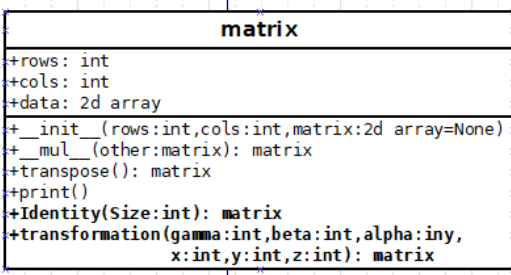 matrix
+rows: int
+cols: int
+data: 2d array
+__init__(rows:int,cols:int,matrix:2d array=None)
+__mul__(other:matrix): matrix
+transpose(): matrix
+print()
+Identity(Size:int): matrix
+transformation(gamma:int,beta:int,alpha:iny,
x:int,y:int,z:int): matrix